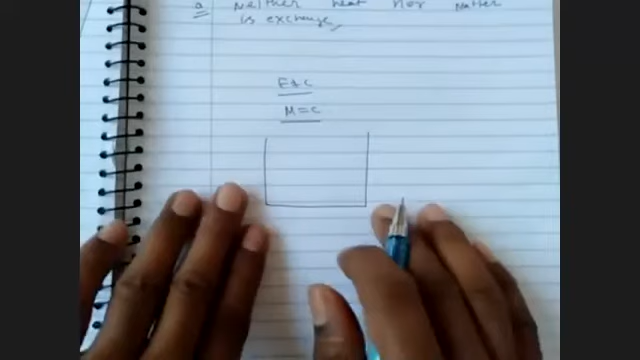 a Neither heat nor matter
is exchange
E ≠ C
M = C